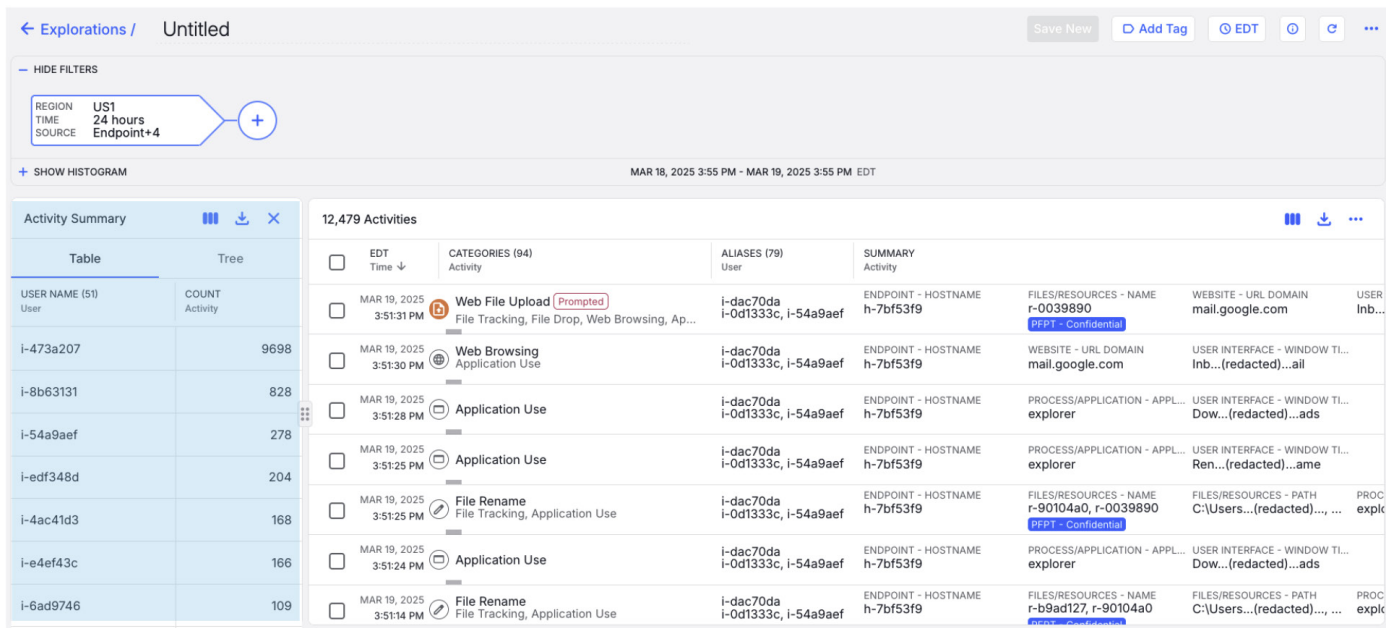 Explorations / Untitled Save New Add Tag EDT
HIDE FILTERS
REGION US1
TIME 24 hours
SOURCE Endpoint+4
SHOW HISTOGRAM MAR 18, 2025 3:55 PM - MAR 19, 2025 3:55 PM EDT
Activity Summary
Table Tree
USER NAME (51) COUNT
User Activity
i-473a207 9698
i-8b63131 828
i-54a9aef 278
i-edf348d 204
i-4ac41d3 168
i-e4ef43c 166
i-6ad9746 109
12,479 Activities
EDT CATEGORIES (94) ALIASES (79) SUMMARY
Time Activity User Activity
MAR 19, 2025 Web File Upload Prompted i-dac70da ENDPOINT - HOSTNAME FILES/RESOURCES - NAME WEBSITE - URL DOMAIN USER
3:51:31 PM File Tracking, File Drop, Web Browsing, Ap... i-0d1333c, i-54a9aef h-7bf53f9 r-0039890 mail.google.com Inb...
PFPT - Confidential
MAR 19, 2025 Web Browsing i-dac70da ENDPOINT - HOSTNAME WEBSITE - URL DOMAIN USER INTERFACE - WINDOW TI...
3:51:30 PM Application Use i-0d1333c, i-54a9aef h-7bf53f9 mail.google.com Inb...(redacted)...ail
MAR 19, 2025 Application Use i-dac70da ENDPOINT - HOSTNAME PROCESS/APPLICATION - APPL... USER INTERFACE - WINDOW TI...
3:51:28 PM i-0d1333c, i-54a9aef h-7bf53f9 explorer Dow...(redacted)...ads
MAR 19, 2025 Application Use i-dac70da ENDPOINT - HOSTNAME PROCESS/APPLICATION - APPL... USER INTERFACE - WINDOW TI...
3:51:25 PM i-0d1333c, i-54a9aef h-7bf53f9 explorer Ren...(redacted)...ame
MAR 19, 2025 File Rename i-dac70da ENDPOINT - HOSTNAME FILES/RESOURCES - NAME FILES/RESOURCES - PATH PROC
3:51:25 PM File Tracking, Application Use i-0d1333c, i-54a9aef h-7bf53f9 r-90104a0, r-0039890 C:\Users...(redacted)..., ... explo
PFPT - Confidential
MAR 19, 2025 Application Use i-dac70da ENDPOINT - HOSTNAME PROCESS/APPLICATION - APPL... USER INTERFACE - WINDOW TI...
3:51:24 PM i-0d1333c, i-54a9aef h-7bf53f9 explorer Dow...(redacted)...ads
MAR 19, 2025 File Rename i-dac70da ENDPOINT - HOSTNAME FILES/RESOURCES - NAME FILES/RESOURCES - PATH PROC
3:51:14 PM File Tracking, Application Use i-0d1333c, i-54a9aef h-7bf53f9 r-b9ad127, r-90104a0 C:\Users...(redacted)..., ... explo
PFPT - Confidential